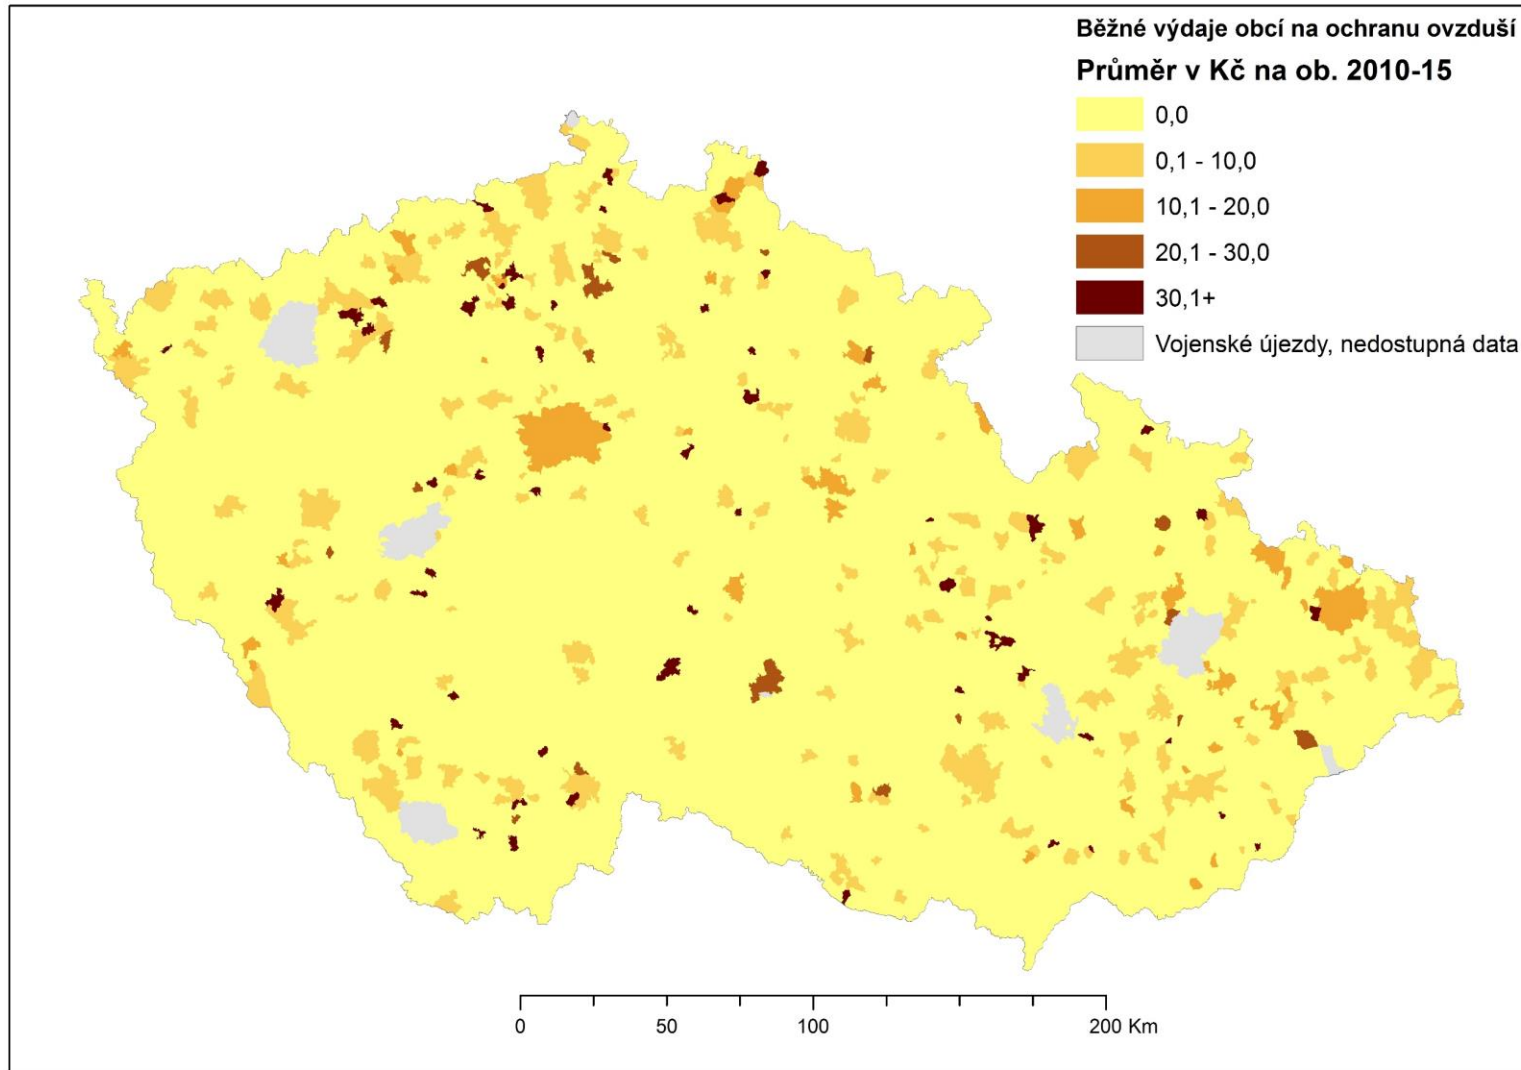 Běžné výdaje obcí na ochranu ovzduší
Průměr v Kč na ob. 2010-15
0,0
0,1 - 10,0
10,1 - 20,0
20,1 - 30,0
30,1+
Vojenské újezdy, nedostupná data
0 50 100 200 Km